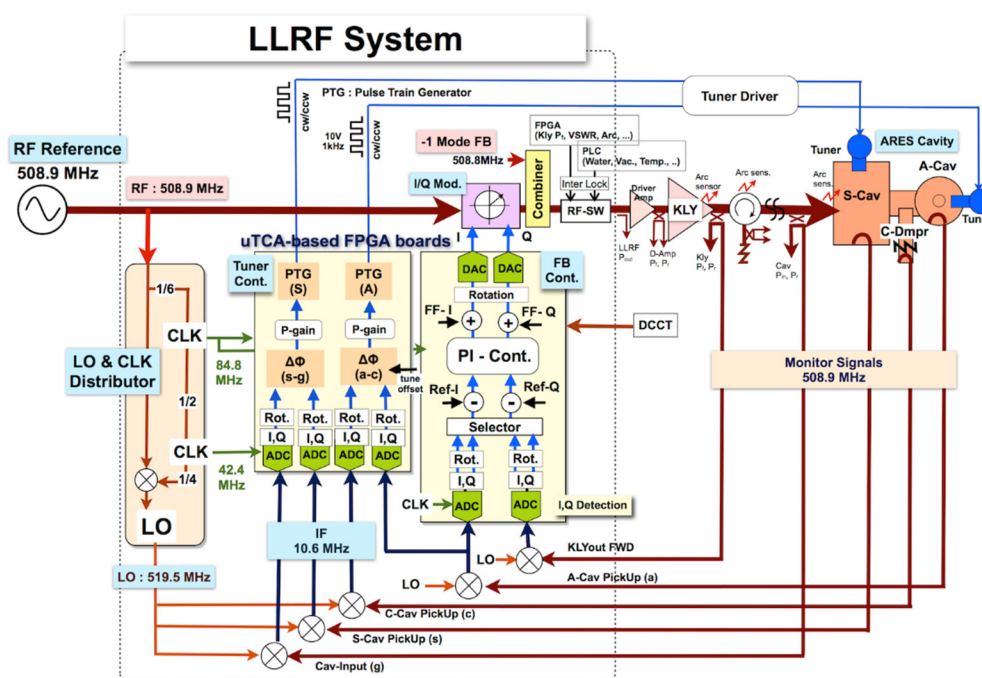 LLRF System
PTG : Pulse Train Generator
cw/ccw
10V
1kHz
cw/ccw
Tuner Driver
RF Reference
508.9 MHz
RF : 508.9 MHz
-1 Mode FB
508.8MHz
I/Q Mod.
Combiner
FPGA
(Kly Pf, VSWR, Arc, ...)
PLC
(Water, Vac., Temp., ..)
Inter Lock
RF-SW
Driver
Amp
KLY
Arc
sensor
Arc sens.
Arc
sens.
Tuner
ARES Cavity
A-Cav
S-Cav
Tun
C-Dmpr
LLRF
Pout
D-Amp
Pf, Pr
Kly
Pf, Pr
Cav
I
Q
uTCA-based FPGA boards
Tuner
Cont.
PTG
(S)
PTG
(A)
P-gain
P-gain
ΔΦ
(s-g)
ΔΦ
(a-c)
tune
offset
Rot.
Rot.
Rot.
Rot.
I,Q
I,Q
I,Q
I,Q
ADC
ADC
ADC
ADC
DAC
DAC
FB
Cont.
Rotation
FF- I
+
+
FF- Q
PI - Cont.
Ref-I
-
-
Ref-Q
Selector
Rot.
Rot.
I,Q
I,Q
CLK
ADC
ADC
I,Q Detection
DCCT
Monitor Signals
508.9 MHz
1/6
CLK
84.8
MHz
LO & CLK
Distributor
1/2
CLK
42.4
MHz
1/4
LO
LO : 519.5 MHz
IF
10.6 MHz
LO
KLYout FWD
LO
A-Cav PickUp (a)
C-Cav PickUp (c)
S-Cav PickUp (s)
Cav-Input (g)